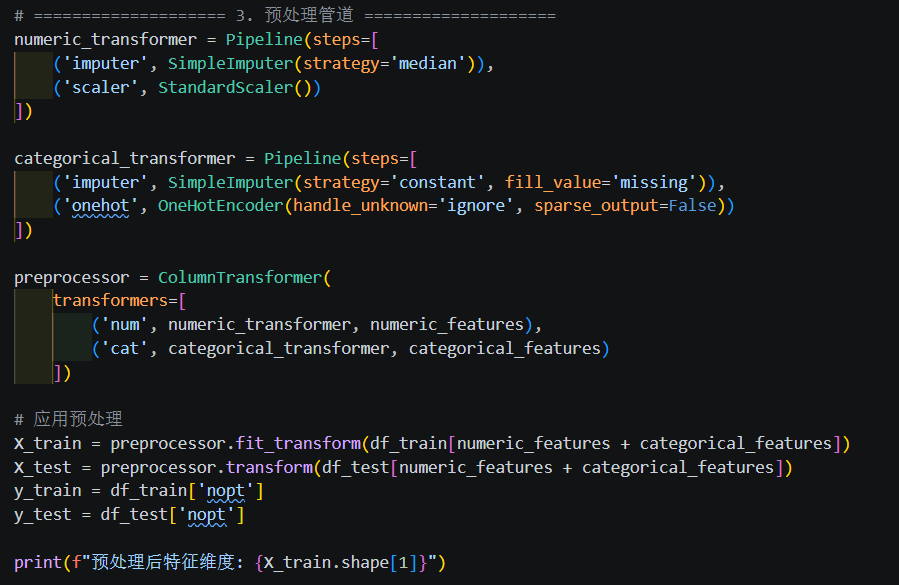 # ==================== 3. 预处理管道 ====================
numeric_transformer = Pipeline(steps=[
    ('imputer', SimpleImputer(strategy='median')),
    ('scaler', StandardScaler())
])

categorical_transformer = Pipeline(steps=[
    ('imputer', SimpleImputer(strategy='constant', fill_value='missing')),
    ('onehot', OneHotEncoder(handle_unknown='ignore', sparse_output=False))
])

preprocessor = ColumnTransformer(
    transformers=[
        ('num', numeric_transformer, numeric_features),
        ('cat', categorical_transformer, categorical_features)
    ])

# 应用预处理
X_train = preprocessor.fit_transform(df_train[numeric_features + categorical_features])
X_test = preprocessor.transform(df_test[numeric_features + categorical_features])
y_train = df_train['nopt']
y_test = df_test['nopt']

print(f"预处理后特征维度: {X_train.shape[1]}")